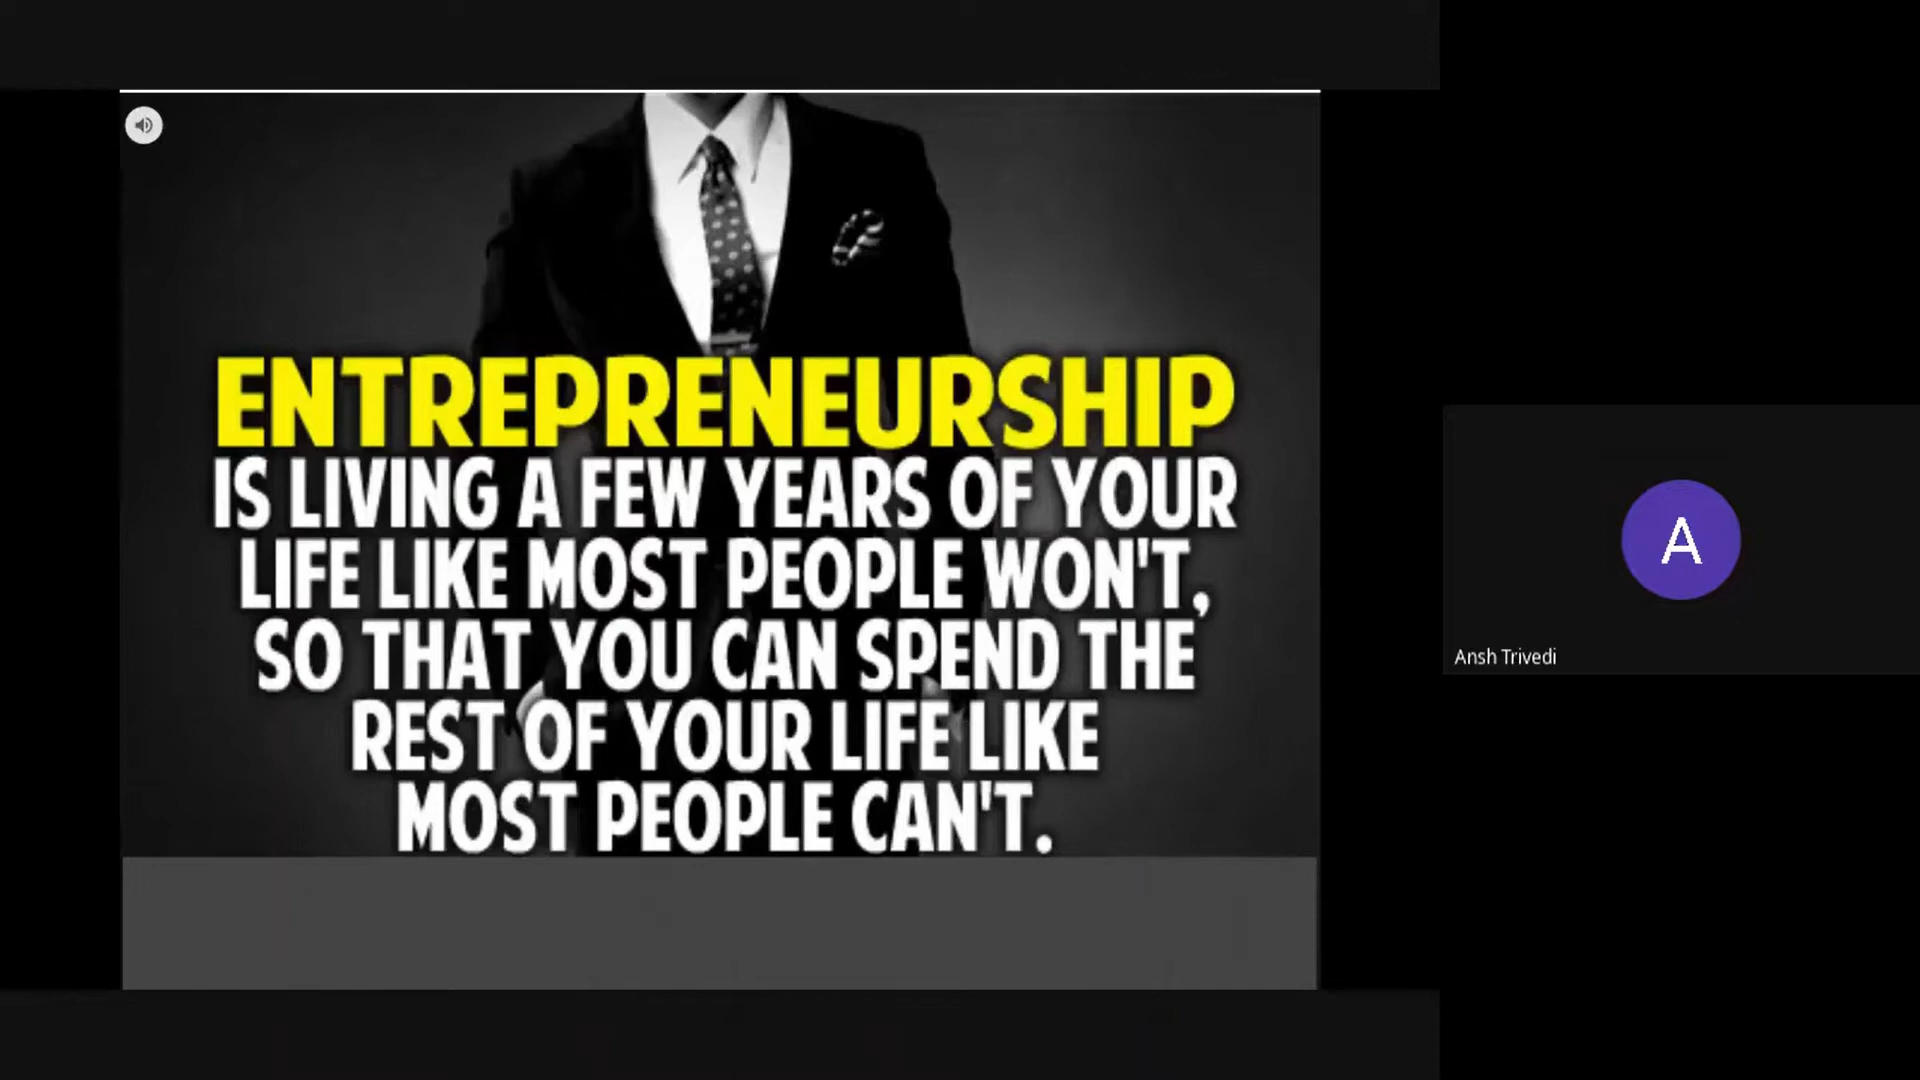 ENTREPRENEURSHIP
IS LIVING A FEW YEARS OF YOUR
LIFE LIKE MOST PEOPLE WON'T,
SO THAT YOU CAN SPEND THE
REST OF YOUR LIFE LIKE
MOST PEOPLE CAN'T.
A
Ansh Trivedi